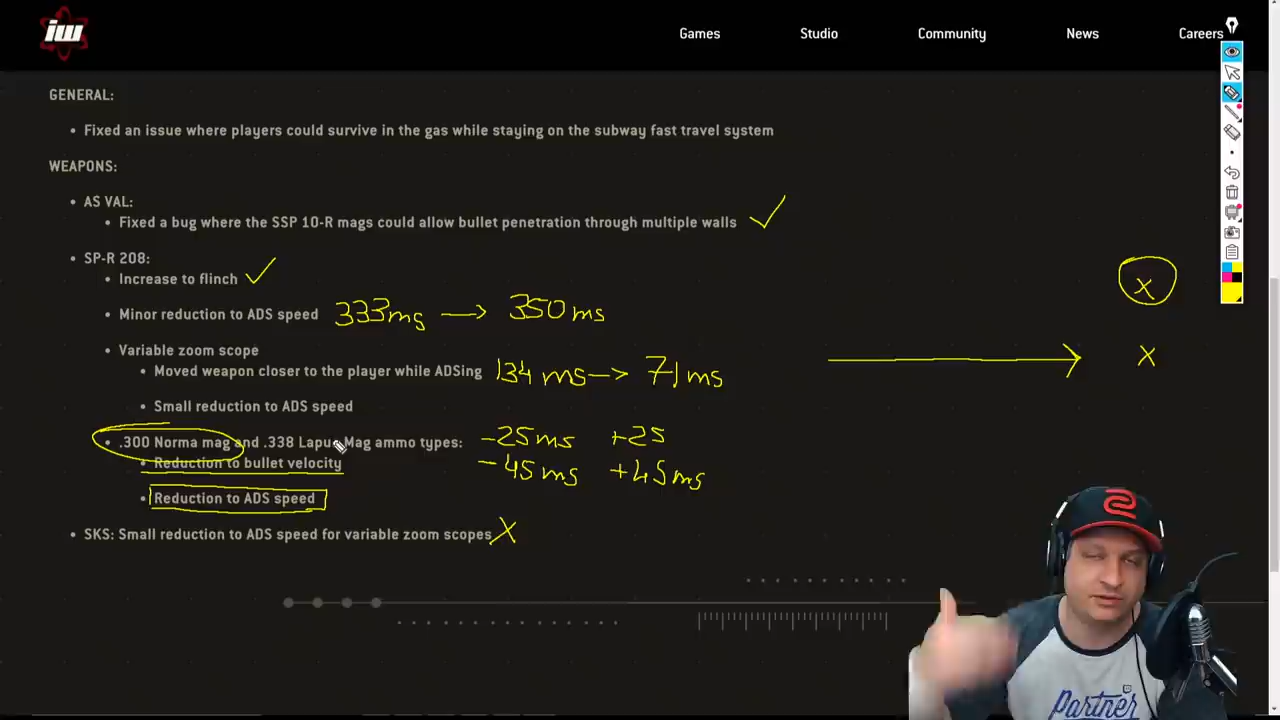 iw
Games Studio Community News Careers
GENERAL:
• Fixed an issue where players could survive in the gas while staying on the subway fast travel system
WEAPONS:
• AS VAL:
• Fixed a bug where the SSP 10-R mags could allow bullet penetration through multiple walls
• SP-R 208:
• Increase to flinch
• Minor reduction to ADS speed 333ms → 350 ms
• Variable zoom scope
• Moved weapon closer to the player while ADSing 134 ms → 71 ms
• Small reduction to ADS speed
• .300 Norma mag and .338 Lapu Mag ammo types: -25ms +25
• Reduction to bullet velocity -45ms +45ms
• Reduction to ADS speed
• SKS: Small reduction to ADS speed for variable zoom scopes X
X
X
Partner